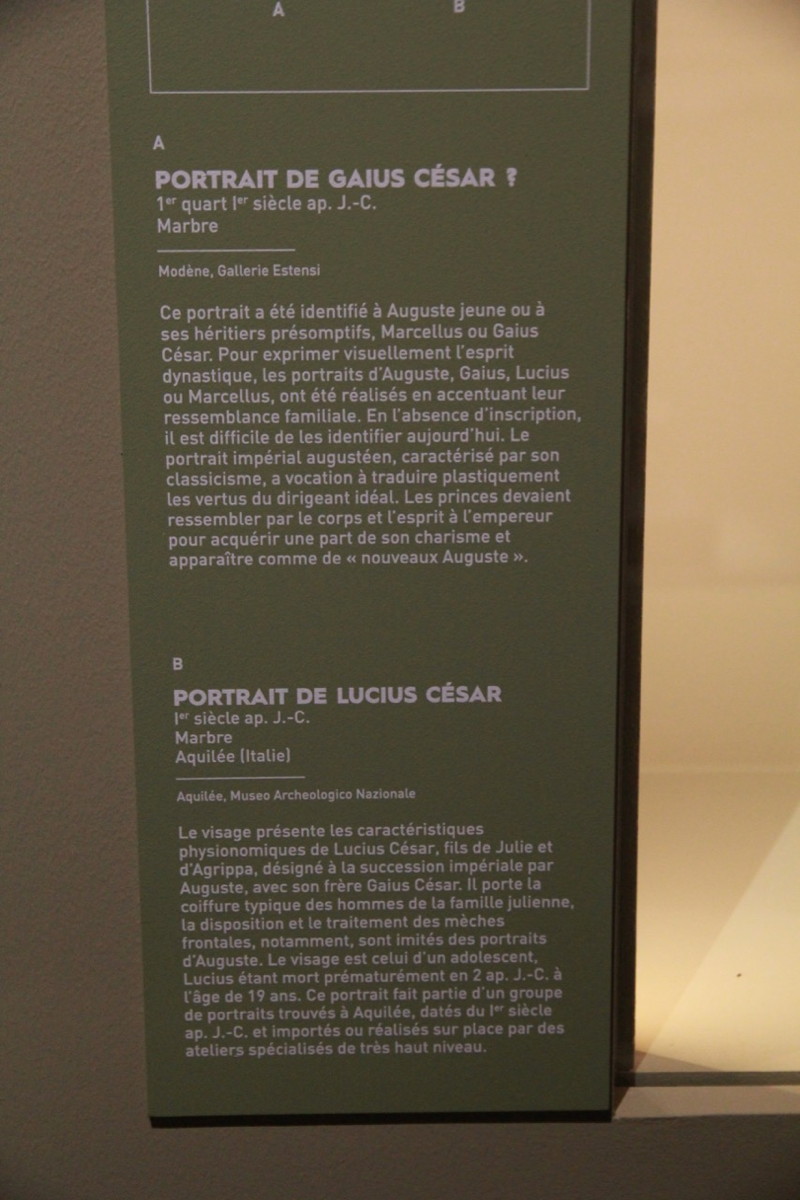 A B
A
PORTRAIT DE GAIUS CÉSAR ?
1er quart Ier siècle ap. J.-C.
Marbre
Modène, Gallerie Estensi
Ce portrait a été identifié à Auguste jeune ou à
ses héritiers présomptifs, Marcellus ou Gaius
César. Pour exprimer visuellement l'esprit
dynastique, les portraits d'Auguste, Gaius, Lucius
ou Marcellus, ont été réalisés en accentuant leur
ressemblance familiale. En l'absence d'inscription,
il est difficile de les identifier aujourd'hui. Le
portrait impérial augustéen, caractérisé par son
classicisme, a vocation à traduire plastiquement
les vertus du dirigeant idéal. Les princes devaient
ressembler par le corps et l'esprit à l'empereur
pour acquérir une part de son charisme et
apparaître comme de « nouveaux Auguste ».
B
PORTRAIT DE LUCIUS CÉSAR
Ier siècle ap. J.-C.
Marbre
Aquilée (Italie)
Aquilée, Museo Archeologico Nazionale
Le visage présente les caractéristiques
physionomiques de Lucius César, fils de Julie et
d'Agrippa, désigné à la succession impériale par
Auguste, avec son frère Gaius César. Il porte la
coiffure typique des hommes de la famille julienne,
la disposition et le traitement des mèches
frontales, notamment, sont imités des portraits
d'Auguste. Le visage est celui d'un adolescent,
Lucius étant mort prématurément en 2 ap. J.-C. à
l'âge de 19 ans. Ce portrait fait partie d'un groupe
de portraits trouvés à Aquilée, datés du Ier siècle
ap. J.-C. et importés ou réalisés sur place par des
ateliers spécialisés de très haut niveau.